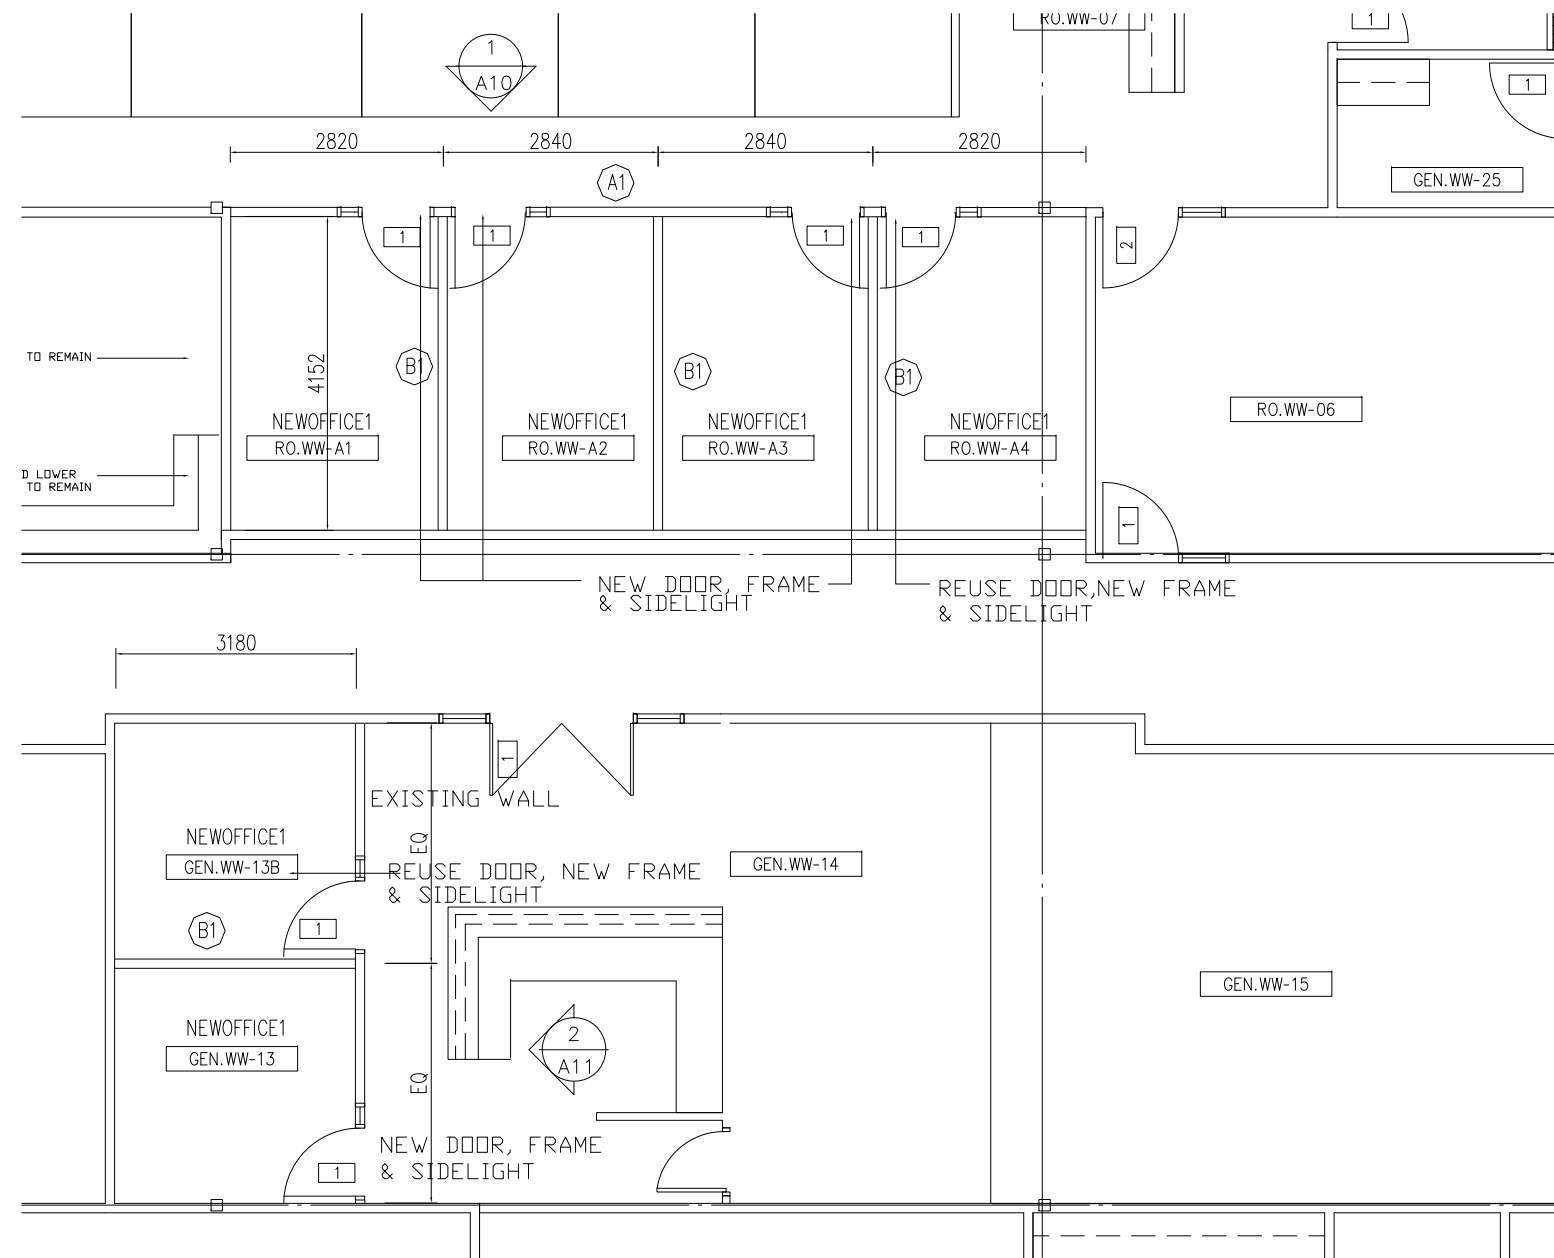 RO.WW-07
1
1
A10
1
2820
2840
2840
2820
A1
GEN.WW-25
1
1
1
1
2
TO REMAIN
4152
B1
B1
B1
NEWOFFICE1
NEWOFFICE1
NEWOFFICE1
NEWOFFICE1
RO.WW-A1
RO.WW-A2
RO.WW-A3
RO.WW-A4
RO.WW-06
D LOWER
TO REMAIN
1
NEW DOOR, FRAME
& SIDELIGHT
REUSE DOOR,NEW FRAME
& SIDELIGHT
3180
1
EXISTING WALL
NEWOFFICE1
EQ
GEN.WW-13B
REUSE DOOR, NEW FRAME
& SIDELIGHT
GEN.WW-14
B1
1
GEN.WW-15
NEWOFFICE1
GEN.WW-13
2
A11
EQ
NEW DOOR, FRAME
& SIDELIGHT
1